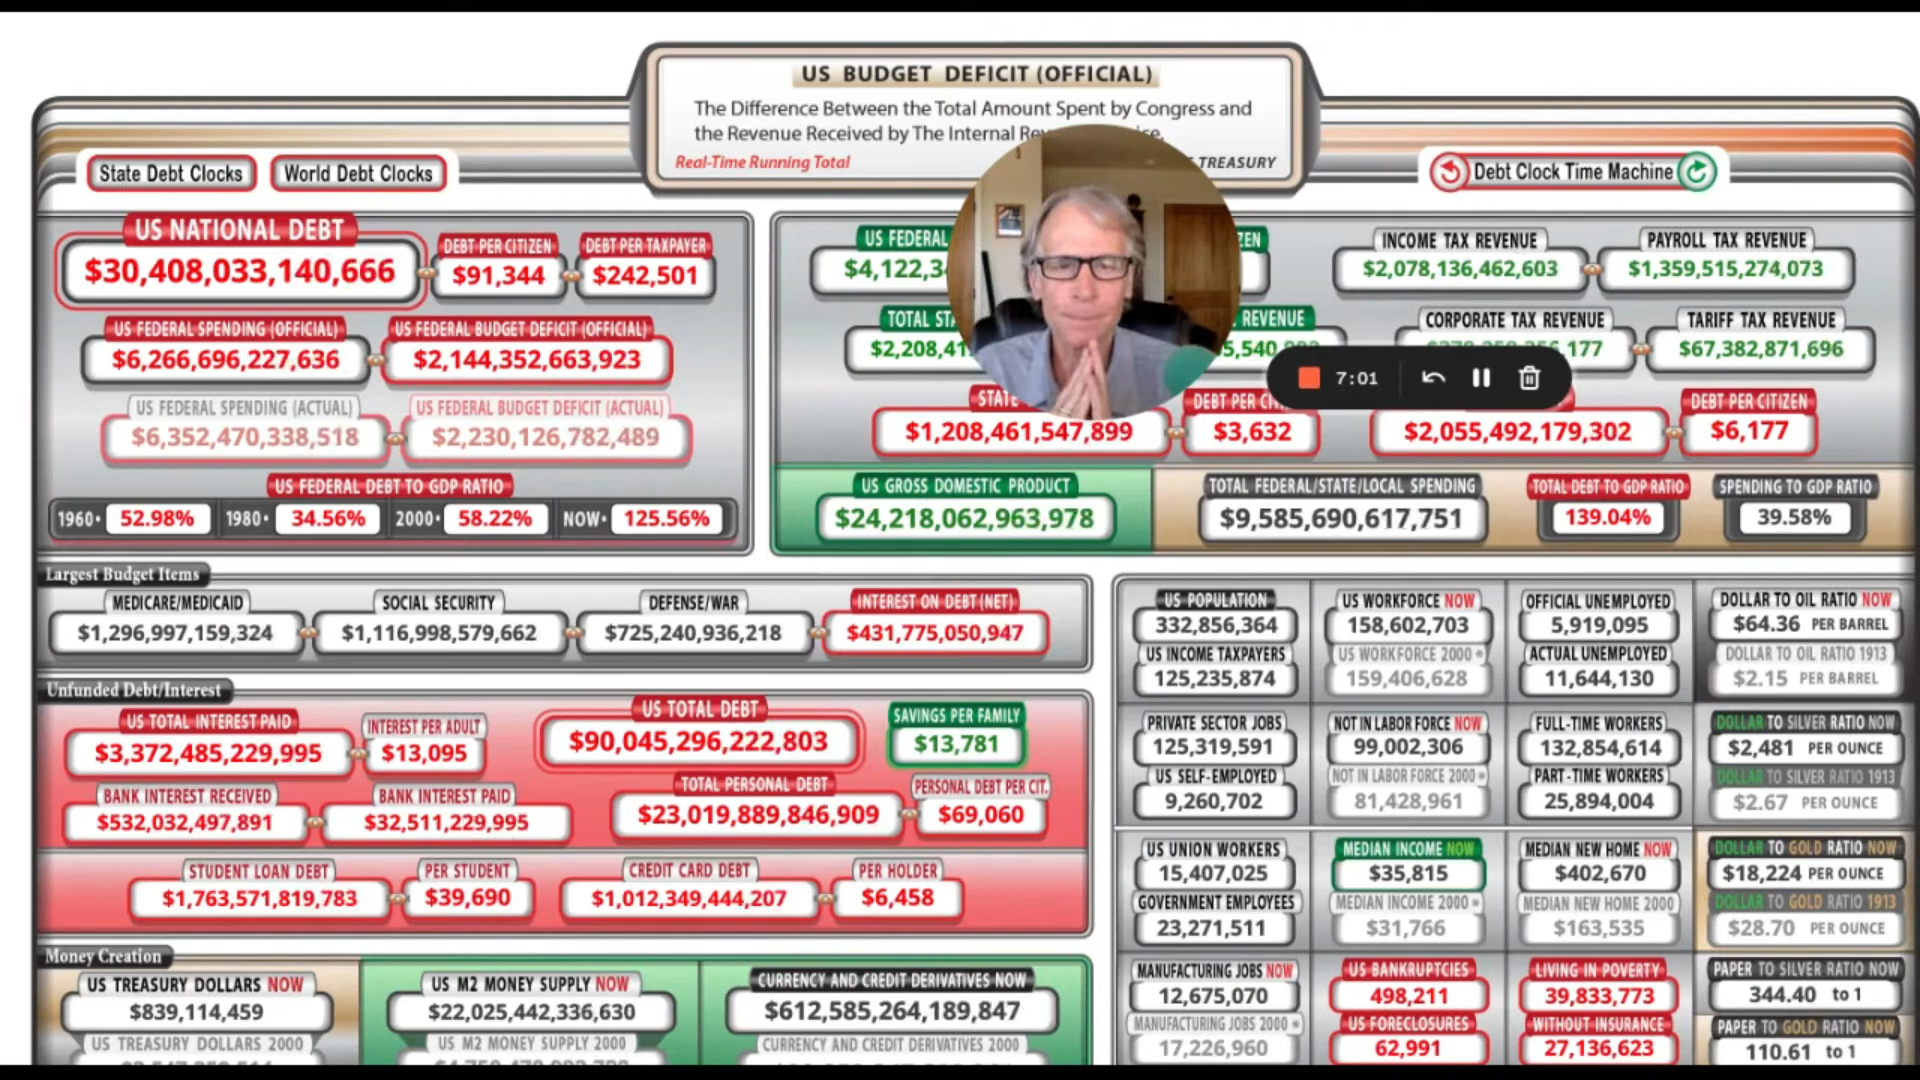 US BUDGET DEFICIT (OFFICIAL)
The Difference Between the Total Amount Spent by Congress and
the Revenue Received by The Internal
Real-Time Running Total
TREASURY
State Debt Clocks
World Debt Clocks
Debt Clock Time Machine
US NATIONAL DEBT
$30,408,033,140,666
DEBT PER CITIZEN
$91,344
DEBT PER TAXPAYER
$242,501
US FEDERAL SPENDING (OFFICIAL)
$6,266,696,227,636
US FEDERAL BUDGET DEFICIT (OFFICIAL)
$2,144,352,663,923
US FEDERAL SPENDING (ACTUAL)
$6,352,470,338,518
US FEDERAL BUDGET DEFICIT (ACTUAL)
$2,230,126,782,489
US FEDERAL DEBT TO GDP RATIO
1960• 52.98% 1980• 34.56% 2000• 58.22% NOW• 125.56%
US FEDERAL
$4,122,3
INCOME TAX REVENUE
$2,078,136,462,603
PAYROLL TAX REVENUE
$1,359,515,274,073
TOTAL
$2,208,41
REVENUE
CORPORATE TAX REVENUE
177
TARIFF TAX REVENUE
$67,382,871,696
7:01
STATE
$1,208,461,547,899
DEBT PER
$3,632
$2,055,492,179,302
DEBT PER CITIZEN
$6,177
US GROSS DOMESTIC PRODUCT
$24,218,062,963,978
TOTAL FEDERAL/STATE/LOCAL SPENDING
$9,585,690,617,751
TOTAL DEBT TO GDP RATIO
139.04%
SPENDING TO GDP RATIO
39.58%
Largest Budget Items
MEDICARE/MEDICAID
$1,296,997,159,324
SOCIAL SECURITY
$1,116,998,579,662
DEFENSE/WAR
$725,240,936,218
INTEREST ON DEBT (NET)
$431,775,050,947
Unfunded Debt/Interest
US TOTAL INTEREST PAID
$3,372,485,229,995
INTEREST PER ADULT
$13,095
US TOTAL DEBT
$90,045,296,222,803
SAVINGS PER FAMILY
$13,781
BANK INTEREST RECEIVED
$532,032,497,891
BANK INTEREST PAID
$32,511,229,995
TOTAL PERSONAL DEBT
$23,019,889,846,909
PERSONAL DEBT PER CIT.
$69,060
STUDENT LOAN DEBT
$1,763,571,819,783
PER STUDENT
$39,690
CREDIT CARD DEBT
$1,012,349,444,207
PER HOLDER
$6,458
Money Creation
US TREASURY DOLLARS NOW
$839,114,459
US TREASURY DOLLARS 2000
US M2 MONEY SUPPLY NOW
$22,025,442,336,630
US M2 MONEY SUPPLY 2000
CURRENCY AND CREDIT DERIVATIVES NOW
$612,585,264,189,847
CURRENCY AND CREDIT DERIVATIVES 2000
US POPULATION
332,856,364
US INCOME TAXPAYERS
125,235,874
US WORKFORCE NOW
158,602,703
US WORKFORCE 2000
159,406,628
OFFICIAL UNEMPLOYED
5,919,095
ACTUAL UNEMPLOYED
11,644,130
DOLLAR TO OIL RATIO NOW
$64.36 PER BARREL
DOLLAR TO OIL RATIO 1913
$2.15 PER BARREL
PRIVATE SECTOR JOBS
125,319,591
US SELF-EMPLOYED
9,260,702
NOT IN LABOR FORCE NOW
99,002,306
NOT IN LABOR FORCE 2000
81,428,961
FULL-TIME WORKERS
132,854,614
PART-TIME WORKERS
25,894,004
DOLLAR TO SILVER RATIO NOW
$2,481 PER OUNCE
DOLLAR TO SILVER RATIO 1913
$2.67 PER OUNCE
US UNION WORKERS
15,407,025
GOVERNMENT EMPLOYEES
23,271,511
MEDIAN INCOME NOW
$35,815
MEDIAN INCOME 2000
$31,766
MEDIAN NEW HOME NOW
$402,670
MEDIAN NEW HOME 2000
$163,535
DOLLAR TO GOLD RATIO NOW
$18,224 PER OUNCE
DOLLAR TO GOLD RATIO 1913
$28.70 PER OUNCE
MANUFACTURING JOBS NOW
12,675,070
MANUFACTURING JOBS 2000
17,226,960
US BANKRUPTCIES
498,211
US FORECLOSURES
62,991
LIVING IN POVERTY
39,833,773
WITHOUT INSURANCE
27,136,623
PAPER TO SILVER RATIO NOW
344.40 to 1
PAPER TO GOLD RATIO NOW
110.61 to 1